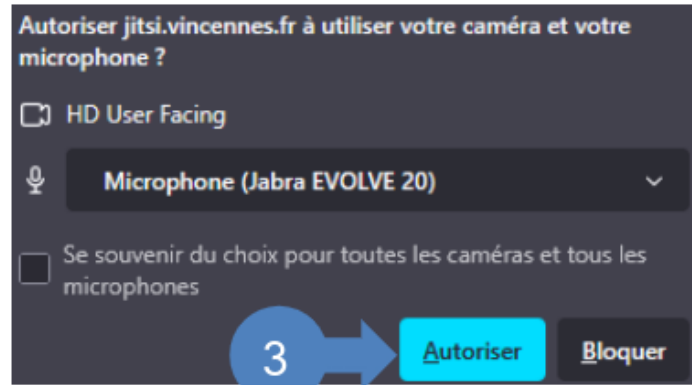 Autoriser jitsi.vincennes.fr à utiliser votre caméra et votre
microphone ?
HD User Facing
Microphone (Jabra EVOLVE 20)
Se souvenir du choix pour toutes les caméras et tous les
microphones
3
Autoriser
Bloquer